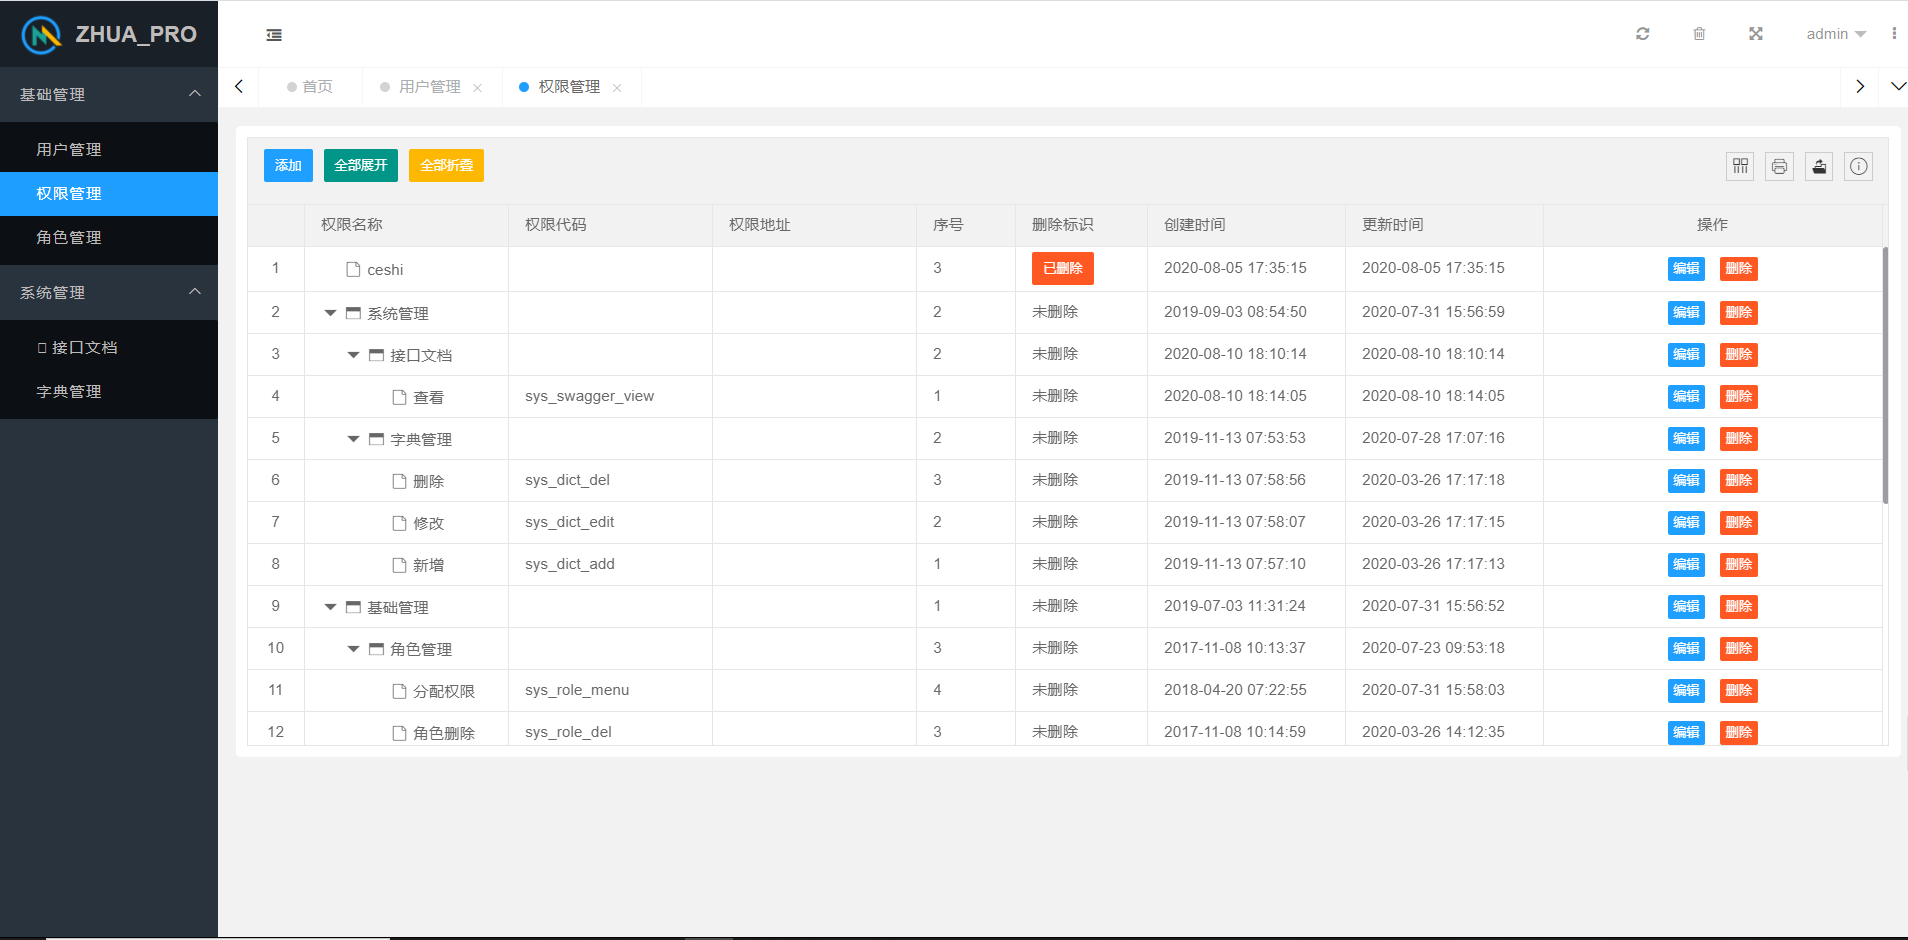 ZHUA_PRO
admin
基础管理
用户管理
权限管理
角色管理
系统管理
接口文档
字典管理
首页 用户管理 权限管理
添加 全部展开 全部折叠
权限名称 权限代码 权限地址 序号 删除标识 创建时间 更新时间 操作
1 ceshi 3 已删除 2020-08-05 17:35:15 2020-08-05 17:35:15 编辑 删除
2 系统管理 2 未删除 2019-09-03 08:54:50 2020-07-31 15:56:59 编辑 删除
3 接口文档 2 未删除 2020-08-10 18:10:14 2020-08-10 18:10:14 编辑 删除
4 查看 sys_swagger_view 1 未删除 2020-08-10 18:14:05 2020-08-10 18:14:05 编辑 删除
5 字典管理 2 未删除 2019-11-13 07:53:53 2020-07-28 17:07:16 编辑 删除
6 删除 sys_dict_del 3 未删除 2019-11-13 07:58:56 2020-03-26 17:17:18 编辑 删除
7 修改 sys_dict_edit 2 未删除 2019-11-13 07:58:07 2020-03-26 17:17:15 编辑 删除
8 新增 sys_dict_add 1 未删除 2019-11-13 07:57:10 2020-03-26 17:17:13 编辑 删除
9 基础管理 1 未删除 2019-07-03 11:31:24 2020-07-31 15:56:52 编辑 删除
10 角色管理 3 未删除 2017-11-08 10:13:37 2020-07-23 09:53:18 编辑 删除
11 分配权限 sys_role_menu 4 未删除 2018-04-20 07:22:55 2020-07-31 15:58:03 编辑 删除
12 角色删除 sys_role_del 3 未删除 2017-11-08 10:14:59 2020-03-26 14:12:35 编辑 删除